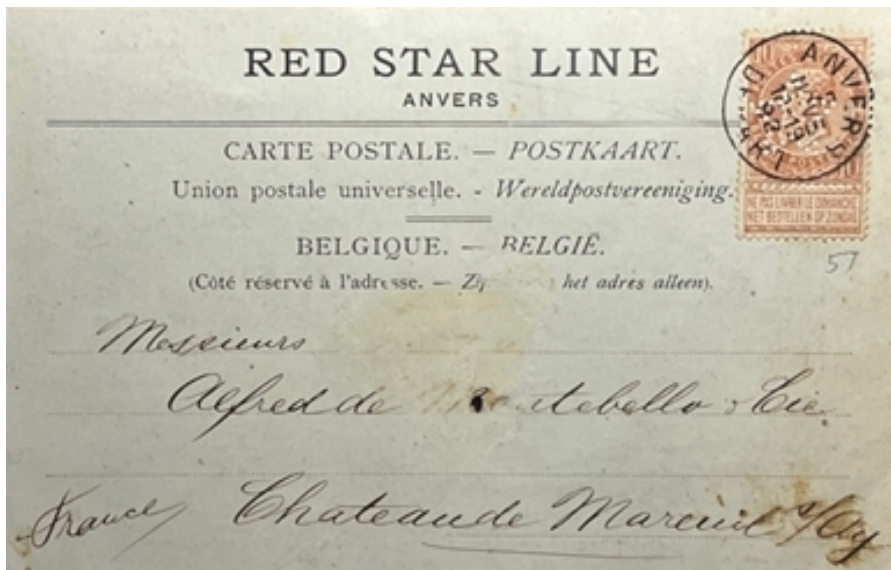 RED STAR LINE
ANVERS
CARTE POSTALE. — POSTKAART.
Union postale universelle. - Wereldpostvereeniging.
BELGIQUE. — BELGIË.
(Côté réservé à l'adresse. — het adres alleen).
ANVERS
NE PAS LIVRER LE DIMANCHE
NIET BESTELLEN OP ZONDAG
57
Messieurs
Alfred de tebello & Cie
Chateau de Mareuil s/Ay
France